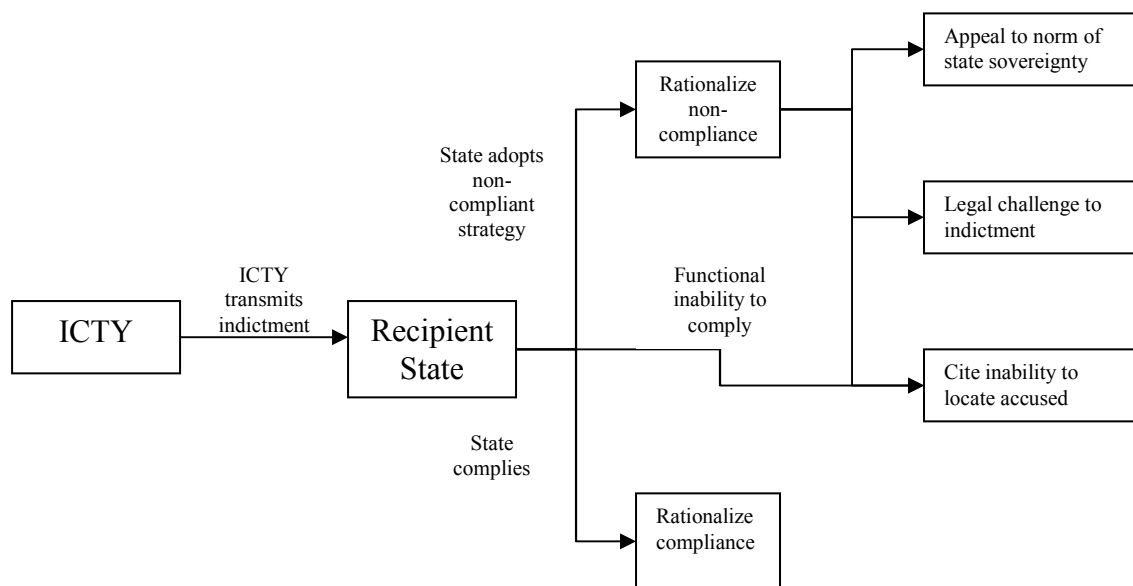 Appeal to norm of
state sovereignty
Rationalize
non-
compliance
State adopts
non-
compliant
strategy
Legal challenge to
indictment
ICTY
transmits
indictment
Functional
inability to
comply
ICTY
Recipient
State
Cite inability to
locate accused
State
complies
Rationalize
compliance